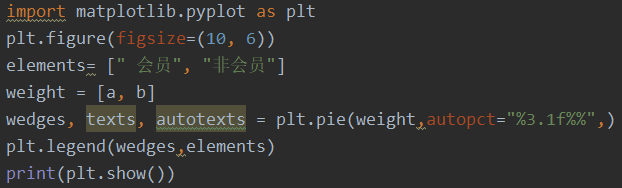 import matplotlib.pyplot as plt
plt.figure(figsize=(10, 6))
elements= [" 会员", "非会员"]
weight = [a, b]
wedges, texts, autotexts = plt.pie(weight,autopct="%3.1f%%",)
plt.legend(wedges,elements)
print(plt.show())